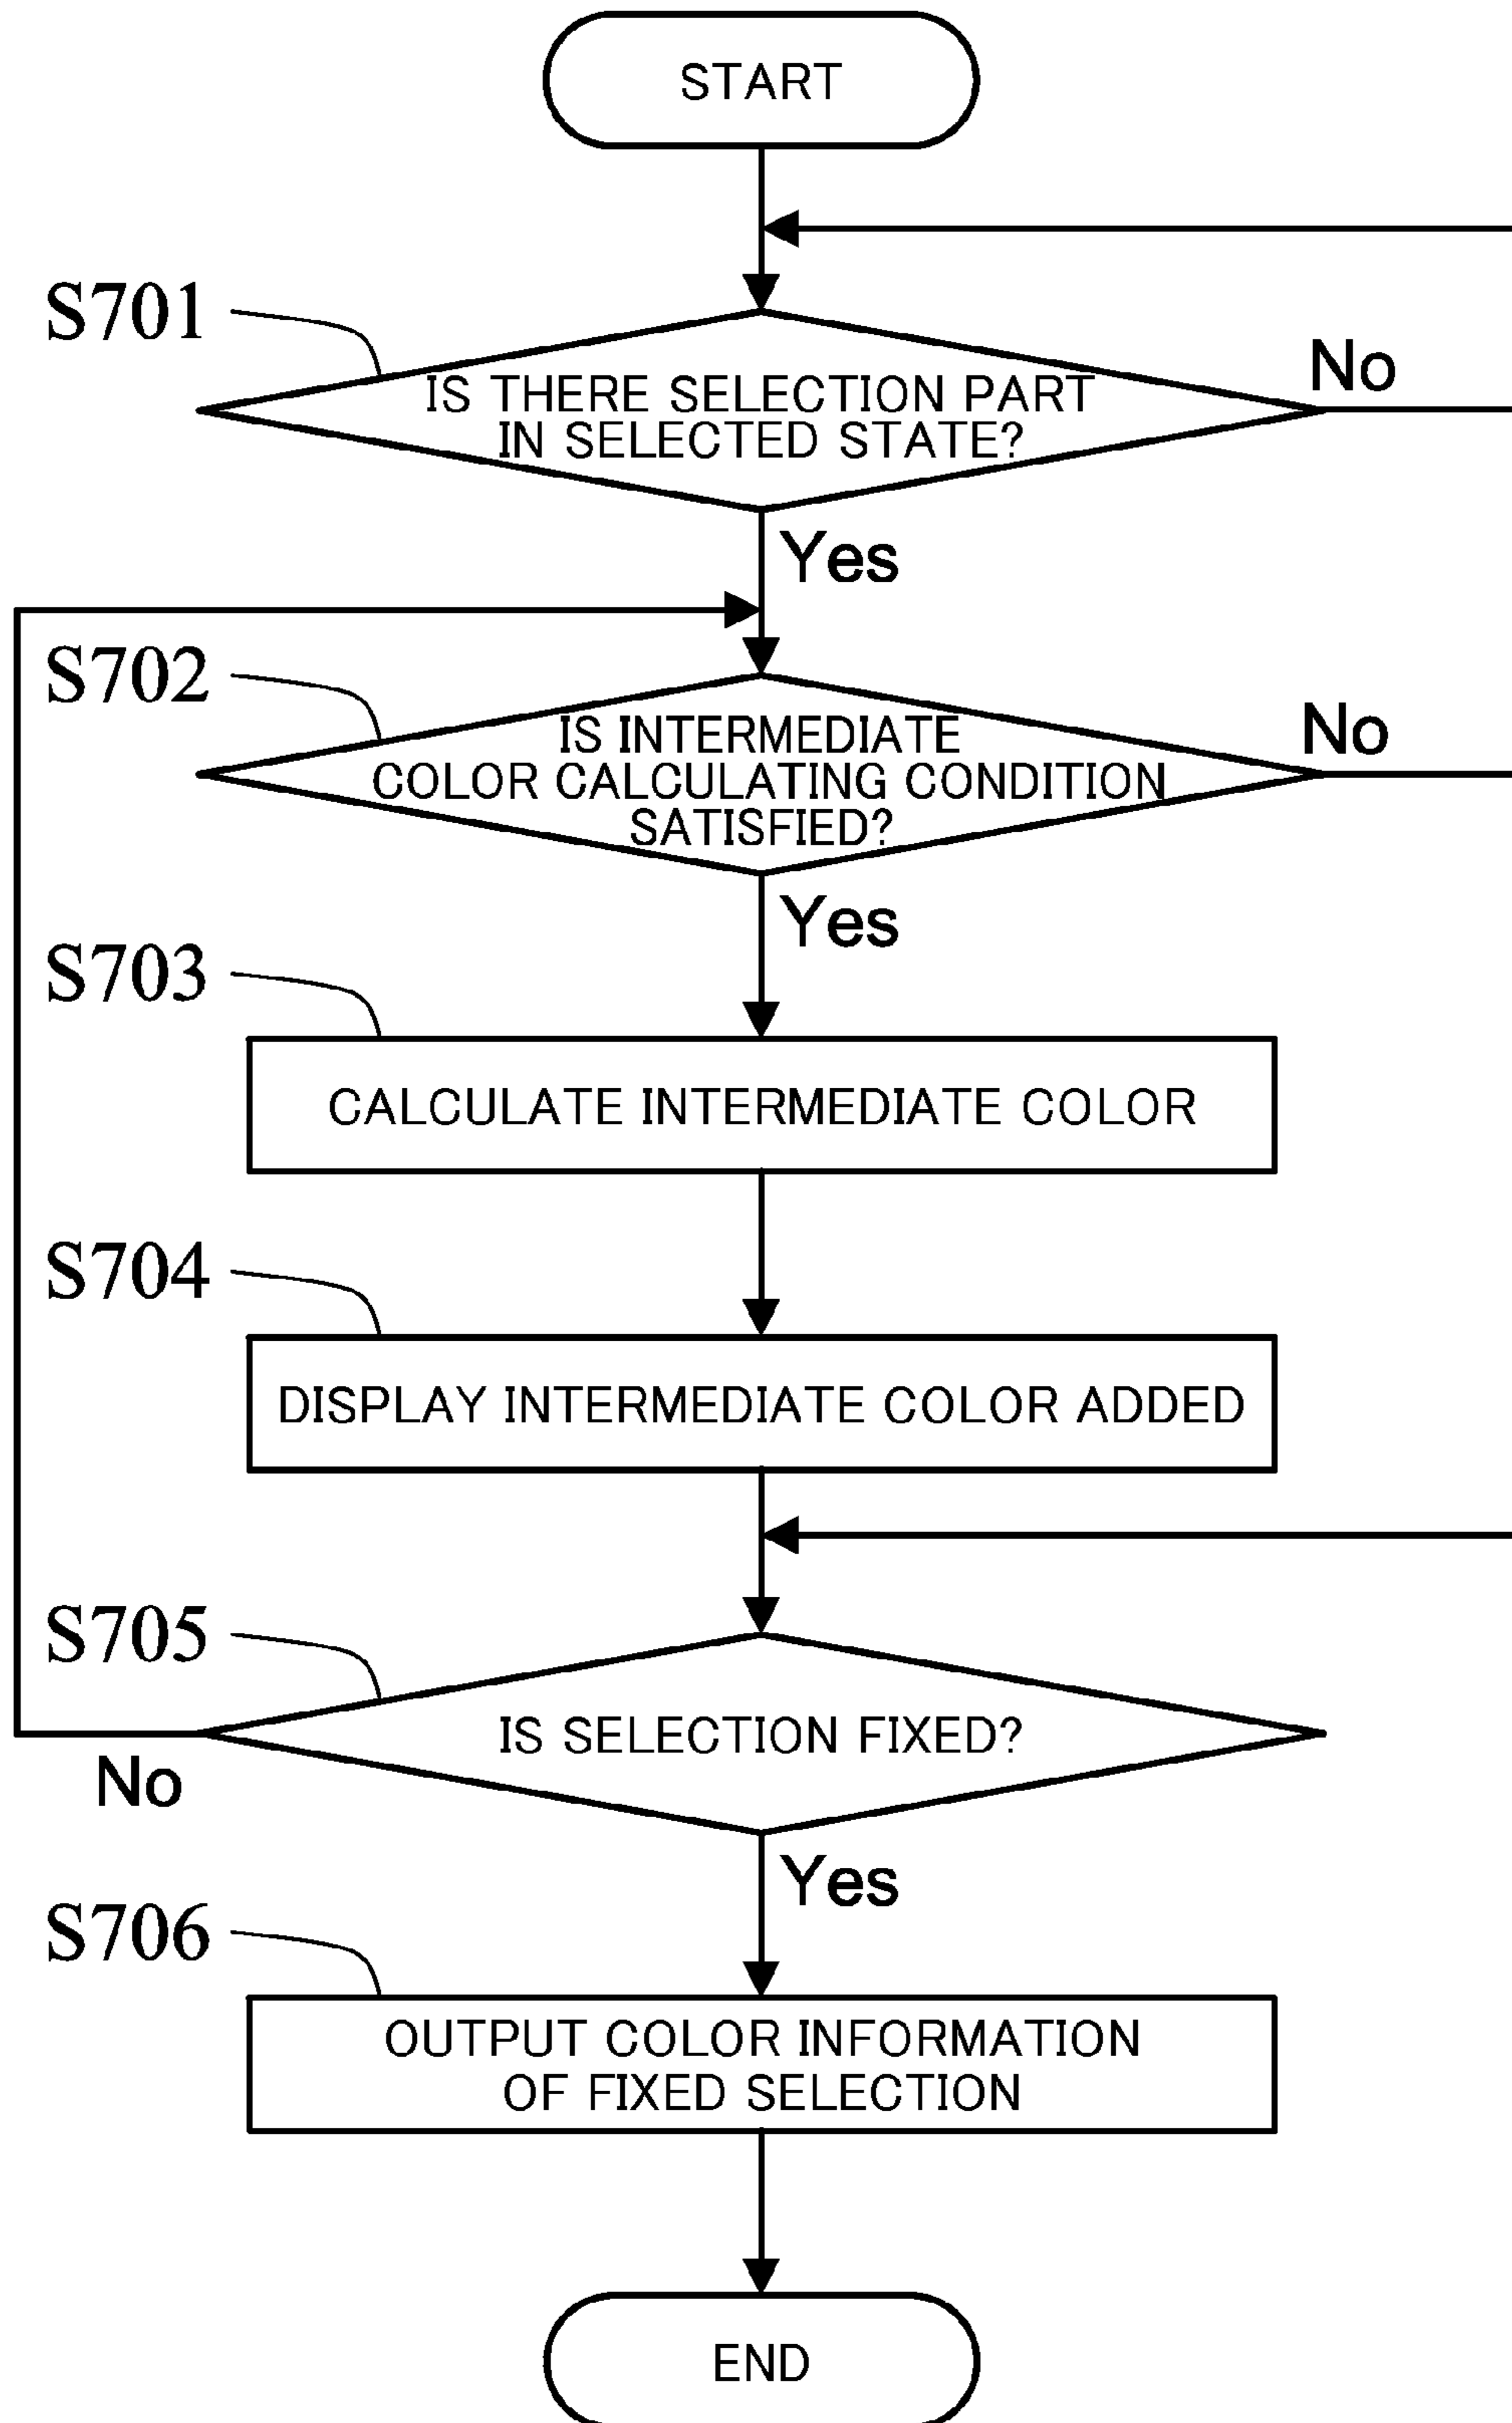 START
S701
IS THERE SELECTION PART
IN SELECTED STATE?
No
Yes
S702
IS INTERMEDIATE
COLOR CALCULATING CONDITION
SATISFIED?
No
Yes
S703
CALCULATE INTERMEDIATE COLOR
S704
DISPLAY INTERMEDIATE COLOR ADDED
S705
IS SELECTION FIXED?
No
Yes
S706
OUTPUT COLOR INFORMATION
OF FIXED SELECTION
END